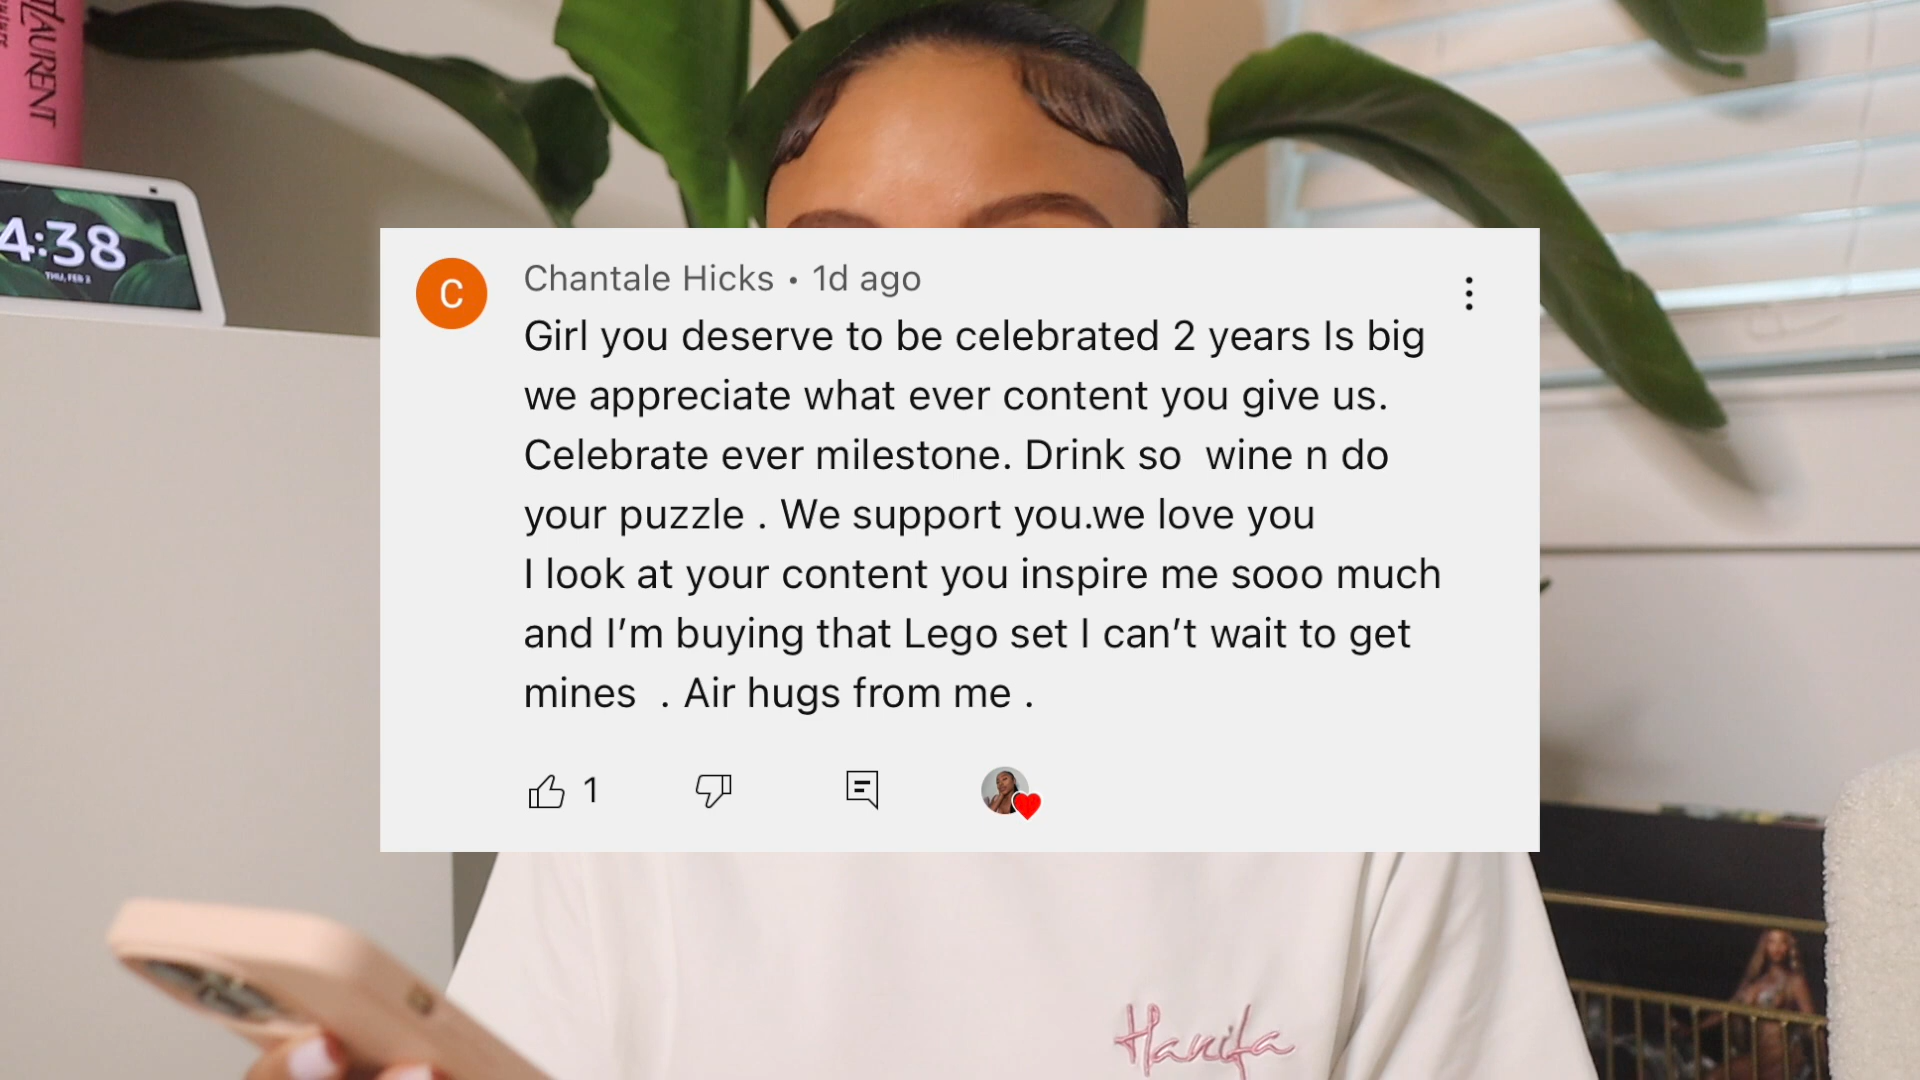 LAURENT
4:38
THU, FEB 2
Chantale Hicks • 1d ago
Girl you deserve to be celebrated 2 years Is big
we appreciate what ever content you give us.
Celebrate ever milestone. Drink so  wine n do
your puzzle . We support you.we love you
I look at your content you inspire me sooo much
and I’m buying that Lego set I can’t wait to get
mines  . Air hugs from me .
C
1
Hanifa